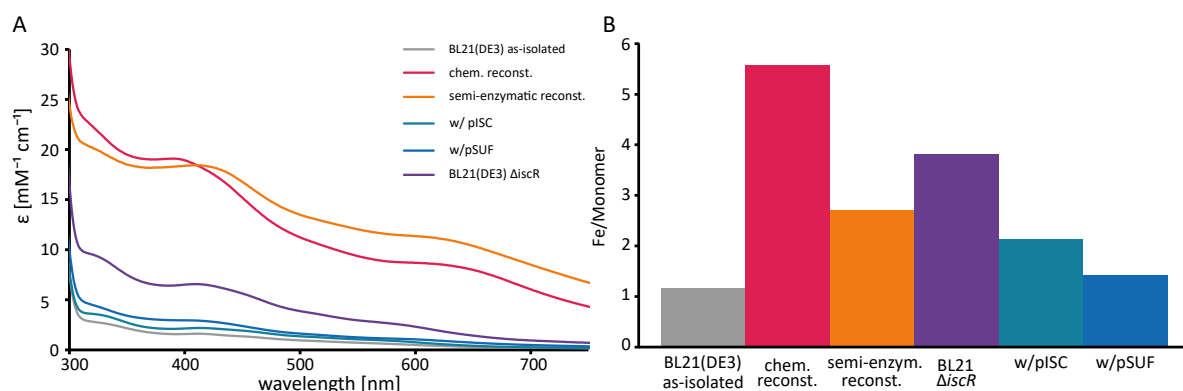 A
30
25
20
15
10
5
0
ε [mM⁻¹ cm⁻¹]
300
400
500
600
700
wavelength [nm]
BL21(DE3) as-isolated
chem. reconst.
semi-enzymatic reconst.
w/ pISC
w/pSUF
BL21(DE3) ΔiscR
B
6
5
4
3
2
1
0
Fe/Monomer
BL21(DE3)
as-isolated
chem.
reconst.
semi-enzym.
reconst.
BL21
ΔiscR
w/pISC
w/pSUF